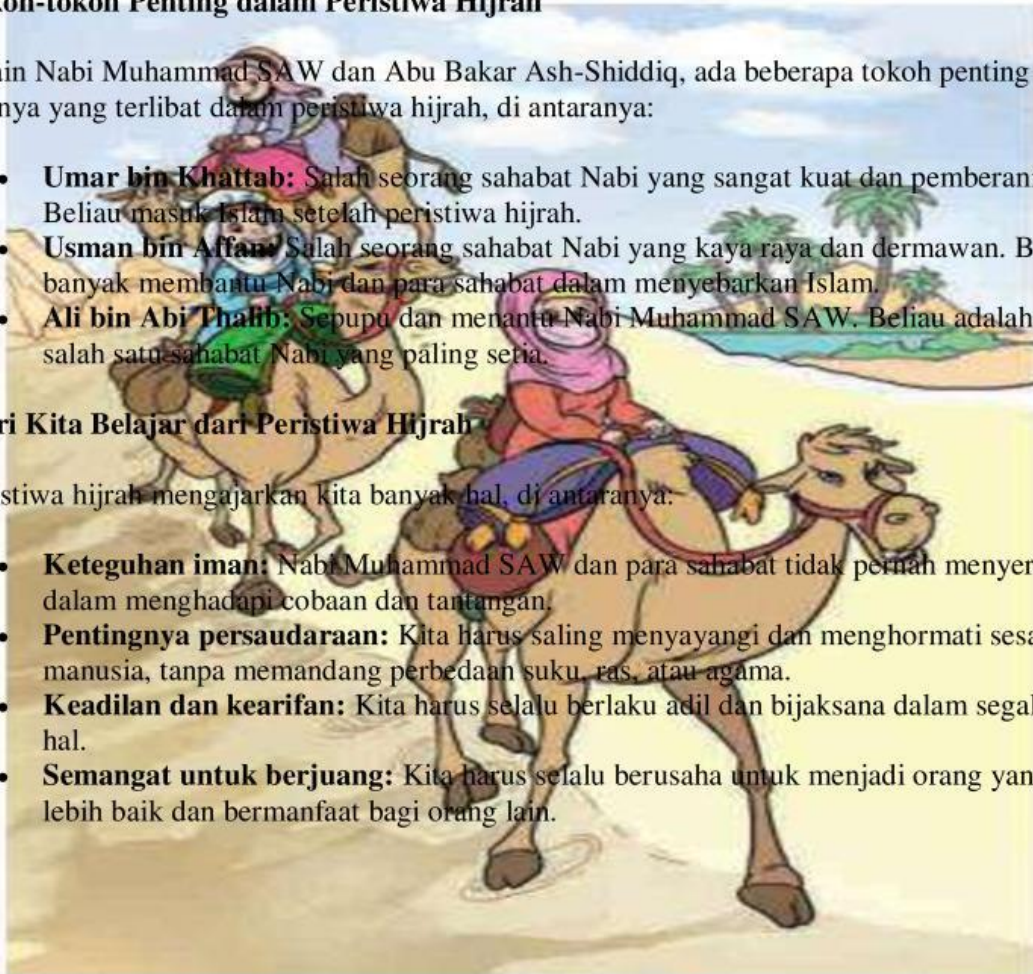 oh-tokoh Penting dalam Peristiwa Hijrah
ain Nabi Muhammad SAW dan Abu Bakar Ash-Shiddiq, ada beberapa tokoh penting
nya yang terlibat dalam peristiwa hijrah, di antaranya:
• Umar bin Khattab: Salah seorang sahabat Nabi yang sangat kuat dan pemberani
Beliau masuk Islam setelah peristiwa hijrah.
• Usman bin Affan: Salah seorang sahabat Nabi yang kaya raya dan dermawan. B
banyak membantu Nabi dan para sahabat dalam menyebarkan Islam.
• Ali bin Abi Thalib: Sepupu dan menantu Nabi Muhammad SAW. Beliau adalah
salah satu sahabat Nabi yang paling setia.
ri Kita Belajar dari Peristiwa Hijrah
stiwa hijrah mengajarkan kita banyak hal, di antaranya:
• Keteguhan iman: Nabi Muhammad SAW dan para sahabat tidak pernah menyer
dalam menghadapi cobaan dan tantangan.
• Pentingnya persaudaraan: Kita harus saling menyayangi dan menghormati sesa
manusia, tanpa memandang perbedaan suku, ras, atau agama.
• Keadilan dan kearifan: Kita harus selalu berlaku adil dan bijaksana dalam segal
hal.
• Semangat untuk berjuang: Kita harus selalu berusaha untuk menjadi orang yan
lebih baik dan bermanfaat bagi orang lain.